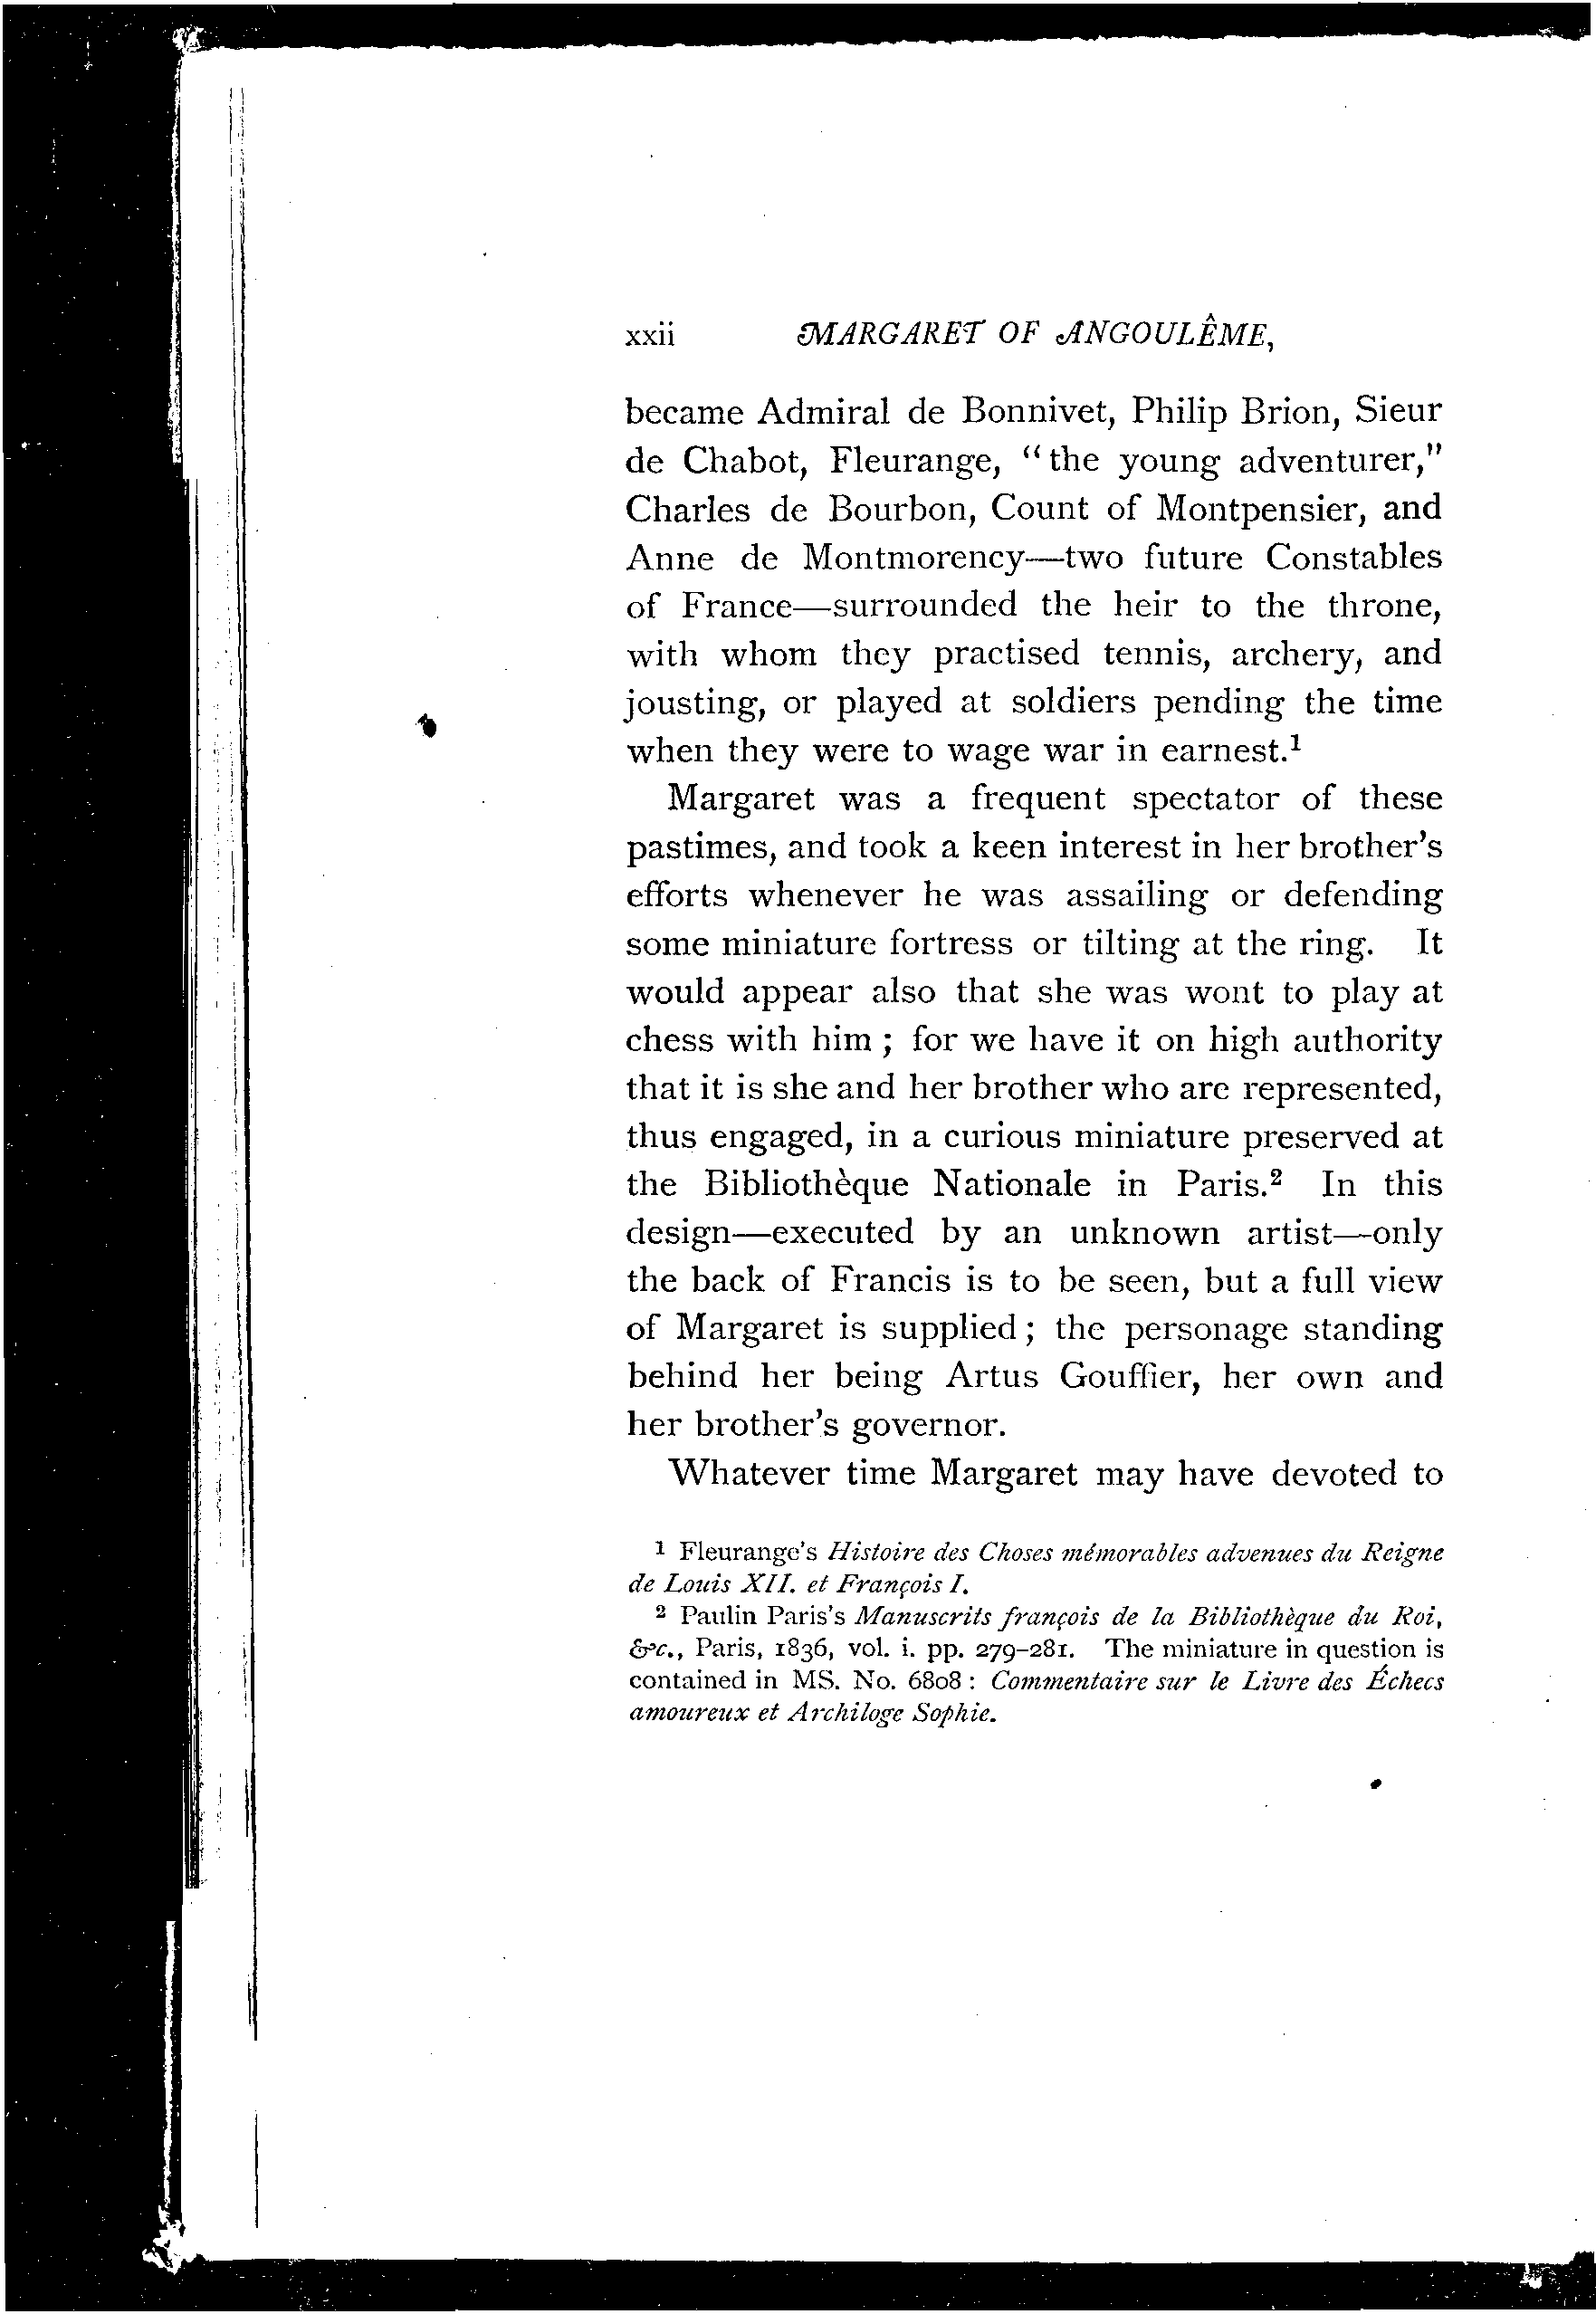 xxii MARGARET OF ANGOULÊME,
became Admiral de Bonnivet, Philip Brion, Sieur
de Chabot, Fleurange, "the young adventurer,"
Charles de Bourbon, Count of Montpensier, and
Anne de Montmorency—two future Constables
of France—surrounded the heir to the throne,
with whom they practised tennis, archery, and
jousting, or played at soldiers pending the time
when they were to wage war in earnest.¹
Margaret was a frequent spectator of these
pastimes, and took a keen interest in her brother's
efforts whenever he was assailing or defending
some miniature fortress or tilting at the ring. It
would appear also that she was wont to play at
chess with him ; for we have it on high authority
that it is she and her brother who are represented,
thus engaged, in a curious miniature preserved at
the Bibliothèque Nationale in Paris.² In this
design—executed by an unknown artist—only
the back of Francis is to be seen, but a full view
of Margaret is supplied ; the personage standing
behind her being Artus Gouffier, her own and
her brother's governor.
Whatever time Margaret may have devoted to
¹ Fleurange's Histoire des Choses mémorables advenues du Reigne
de Louis XII. et François I.
² Paulin Paris's Manuscrits françois de la Bibliothèque du Roi,
&c., Paris, 1836, vol. i. pp. 279-281. The miniature in question is
contained in MS. No. 6808 : Commentaire sur le Livre des Échecs
amoureux et Archiloge Sophie.